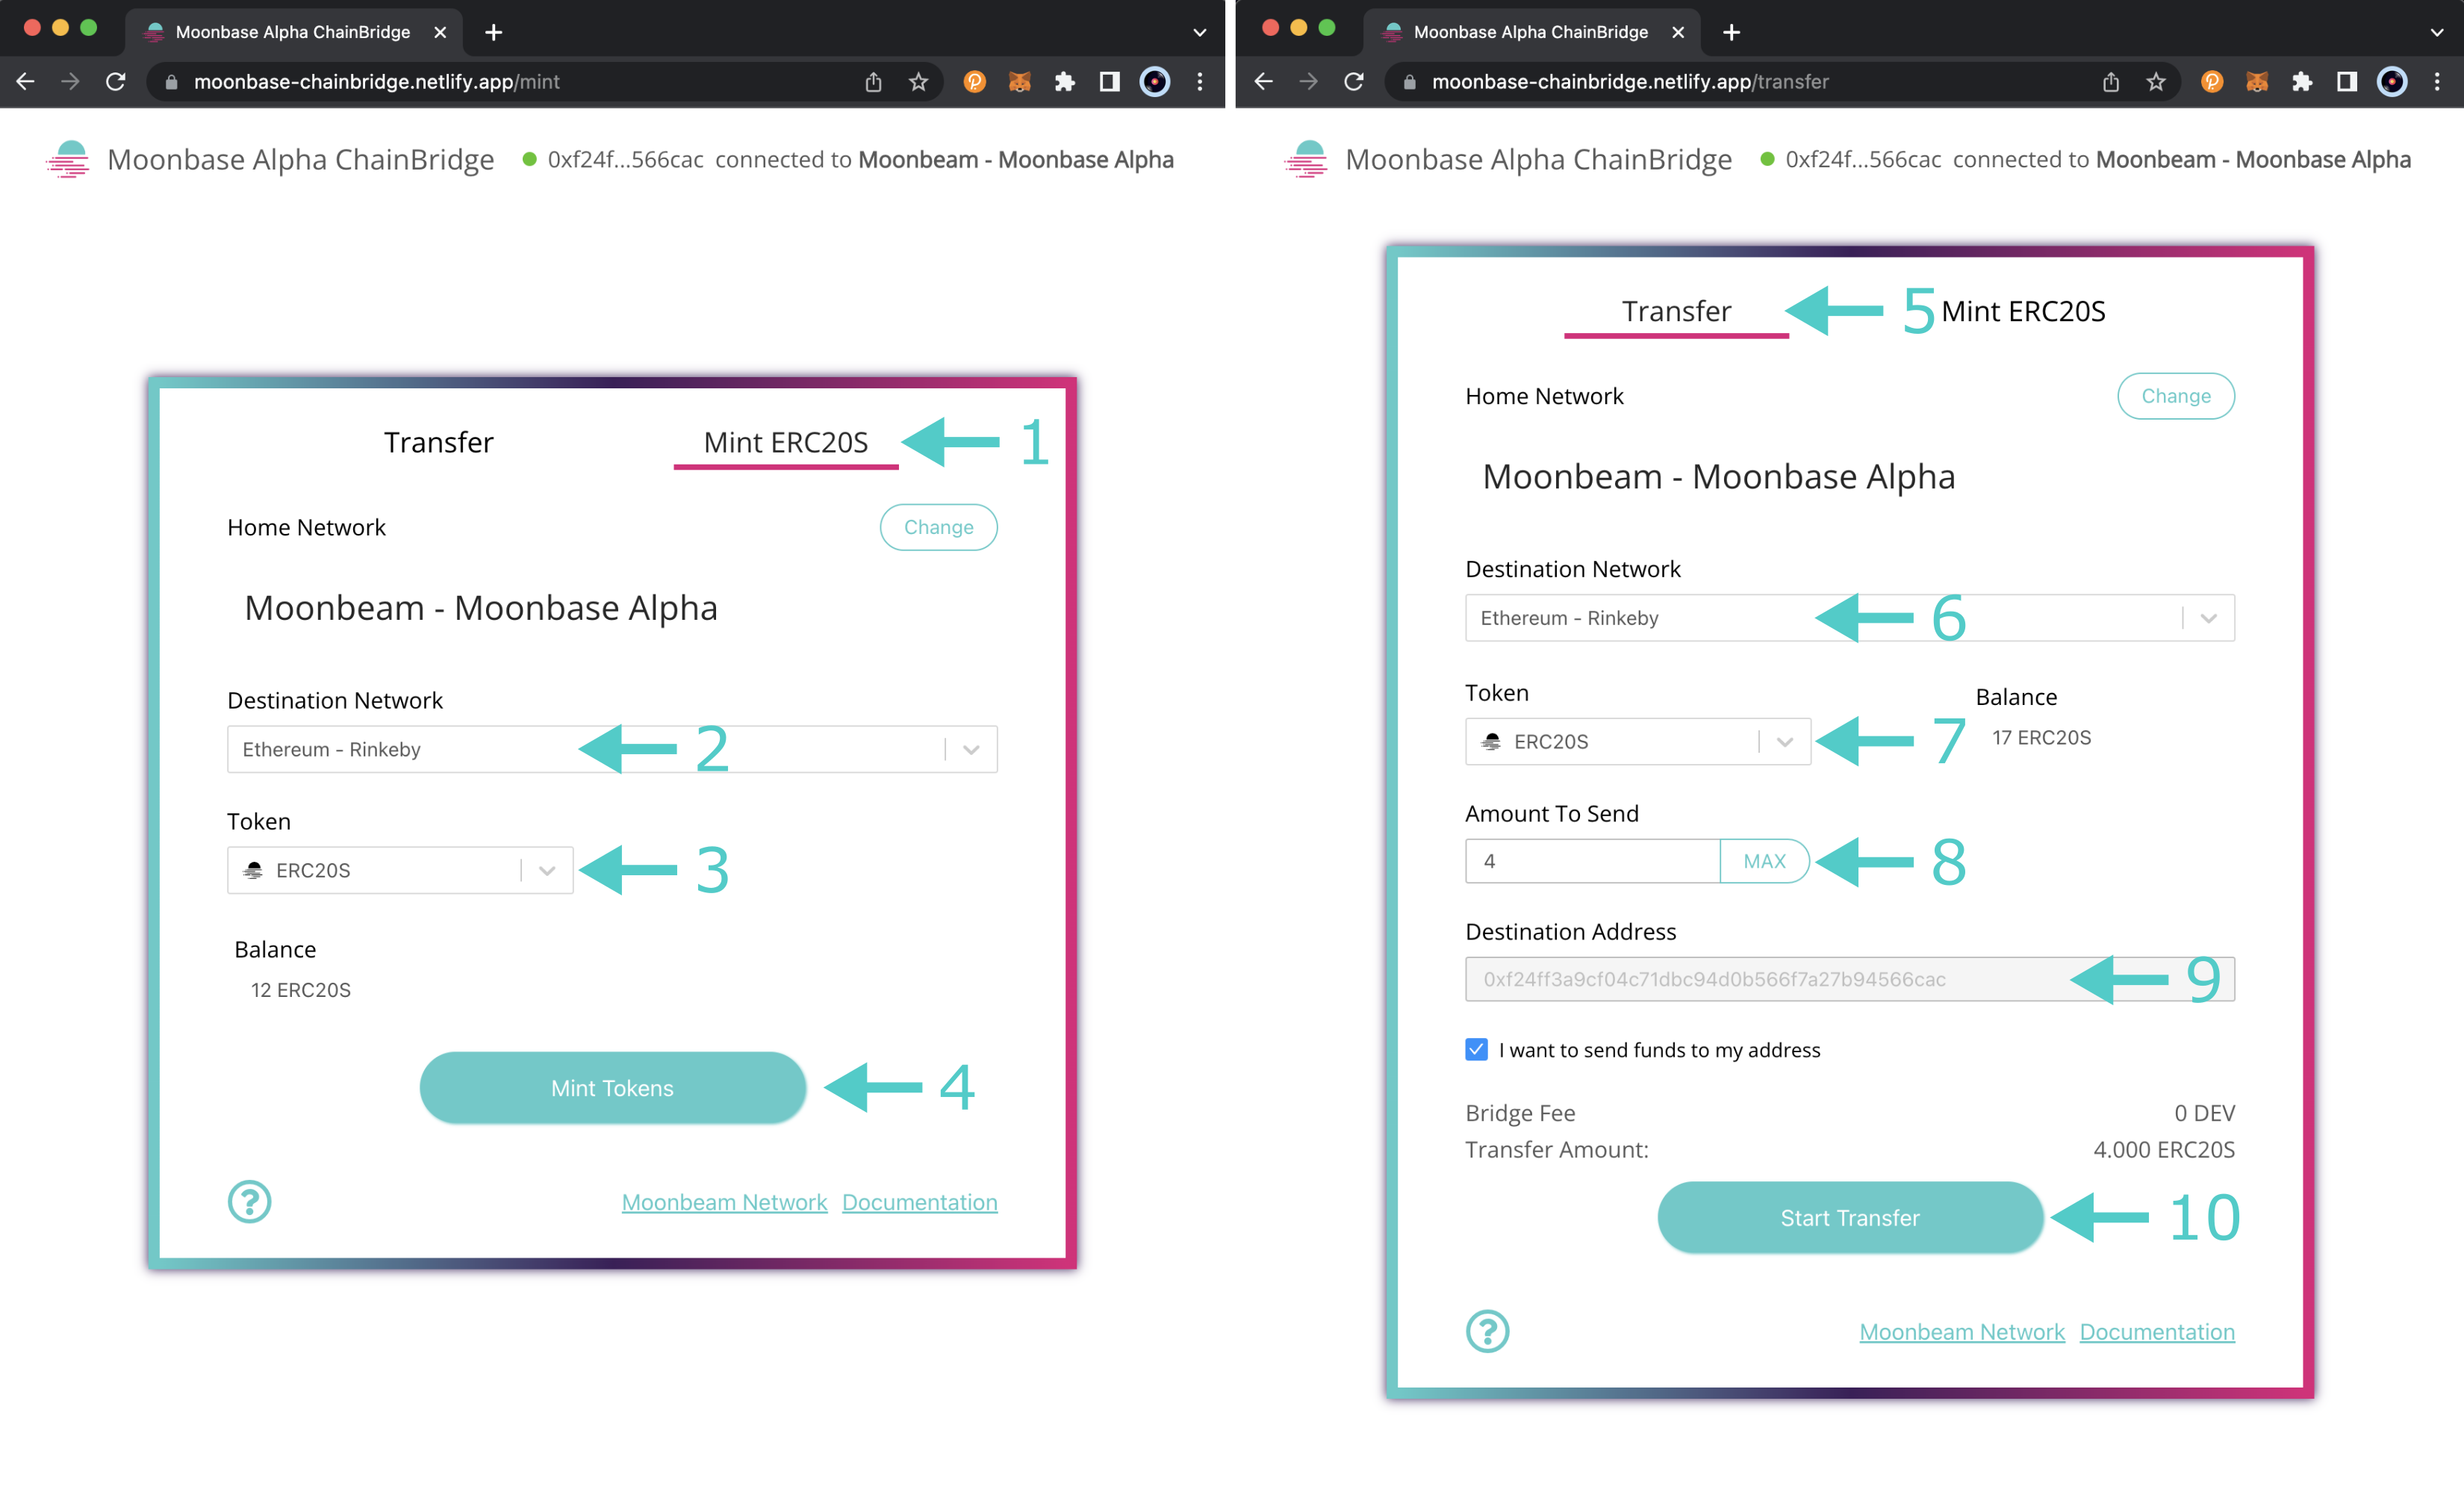 Moonbase Alpha ChainBridge
moonbase-chainbridge.netlify.app/mint
Moonbase Alpha ChainBridge
0xf24f...566cac connected to Moonbeam - Moonbase Alpha
Transfer
Mint ERC20S
1
Home Network
Change
Moonbeam - Moonbase Alpha
Destination Network
Ethereum - Rinkeby
2
Token
ERC20S
3
Balance
12 ERC20S
Mint Tokens
4
?
Moonbeam Network
Documentation
Moonbase Alpha ChainBridge
moonbase-chainbridge.netlify.app/transfer
Moonbase Alpha ChainBridge
0xf24f...566cac connected to Moonbeam - Moonbase Alpha
Transfer
5
Mint ERC20S
Home Network
Change
Moonbeam - Moonbase Alpha
Destination Network
Ethereum - Rinkeby
6
Token
Balance
ERC20S
7
17 ERC20S
Amount To Send
4
MAX
8
Destination Address
0xf24ff3a9cf04c71dbc94d0b566f7a27b94566cac
9
I want to send funds to my address
Bridge Fee
0 DEV
Transfer Amount:
4.000 ERC20S
Start Transfer
10
?
Moonbeam Network
Documentation